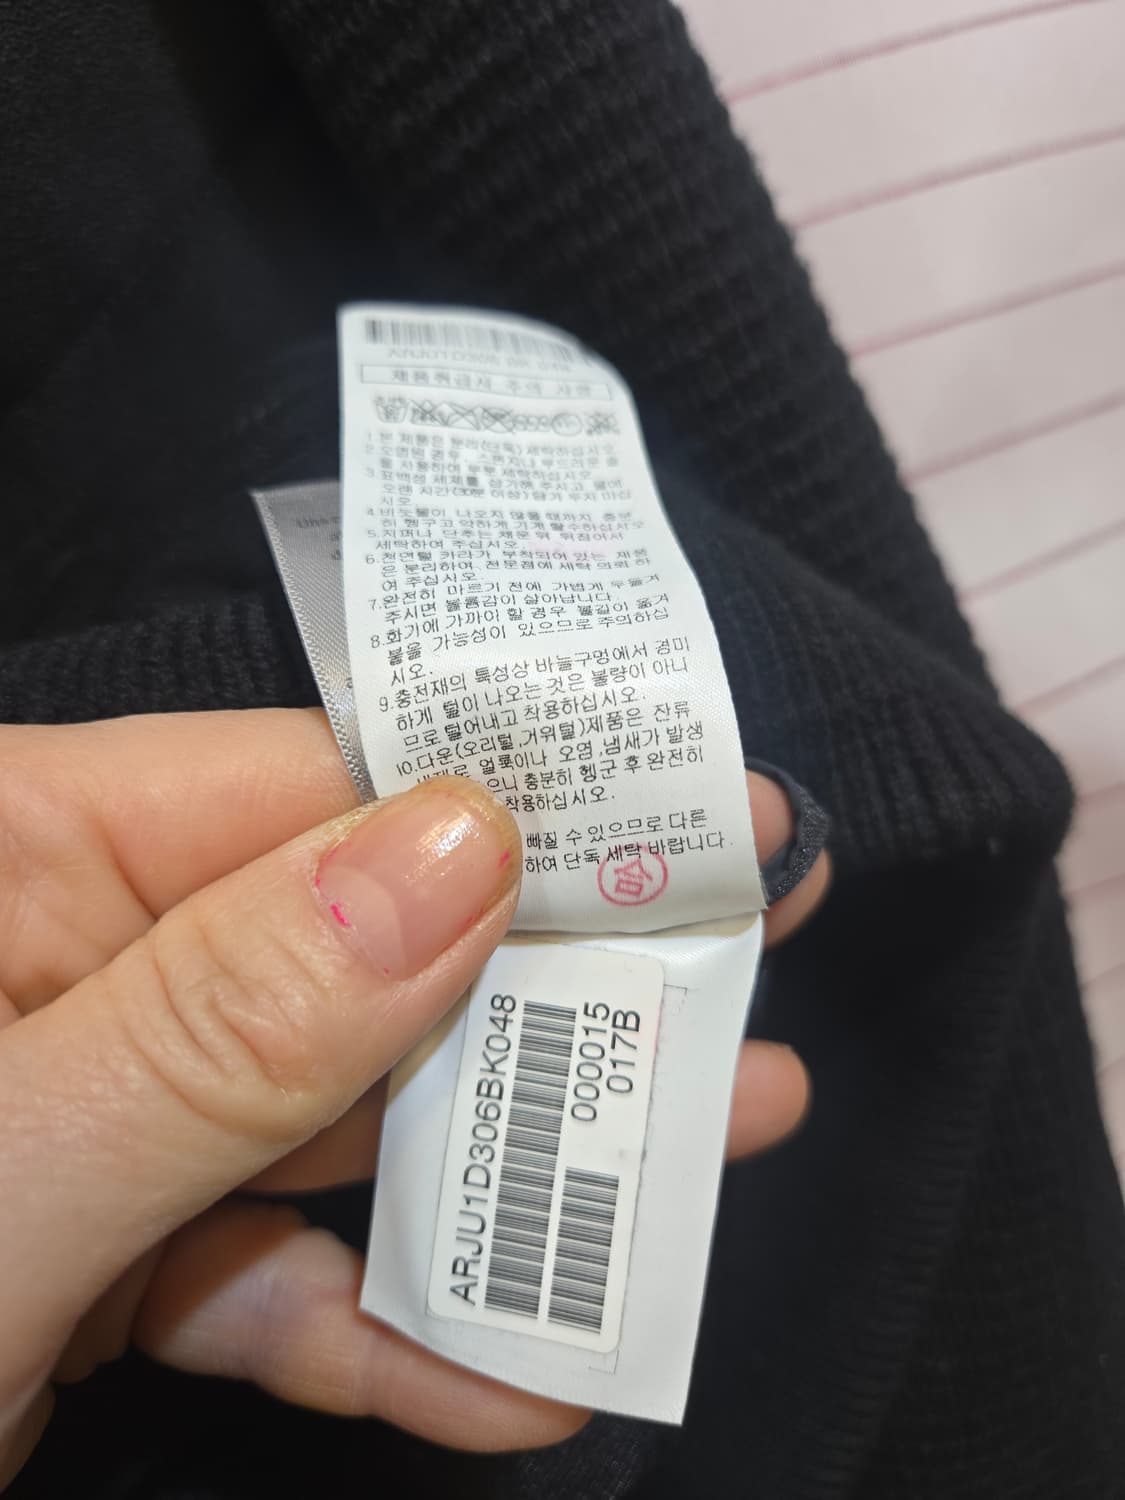 ARJU1D306 BK 048
제품취급시 주의 사항
1.본 제품은 분리(단독)세탁하십시오
2.오염된 경우, 스폰지나 부드러운 솔
을 사용하여 부분 세탁하십시오.
3.표백성 세제를 삼가해 주시고 물에
오랜 시간(30분 이상)담가 두지 마십
시오.
4.비눗물이 나오지 않을 때까지 충분
히 헹구고 약하게 기계 탈수하십시오
5.지퍼나 단추는 채운 뒤 뒤집어서
세탁하여 주십시오.
6.천연털 카라가 부착되어 있는 제품
은 분리하여, 전문점에 세탁 의뢰 하
여 주십시오.
7.완전히 마르기 전에 가볍게 두들겨
주시면 볼륨감이 살아납니다.
8.화기에 가까이 할 경우 불길이 옮겨
붙을 가능성이 있으므로 주의하십
시오.
9.충전재의 특성상 바늘구멍에서 경미
하게 털이 나오는 것은 불량이 아니
므로 털어내고 착용하십시오.
10.다운(오리털,거위털)제품은 잔류
세제로 얼룩이나 오염,냄새가 발생
으니 충분히 헹군 후 완전히
착용하십시오.
빠질 수 있으므로 다른
하여 단독 세탁 바랍니다.
합
ARJU1D306BK048
000015
017B